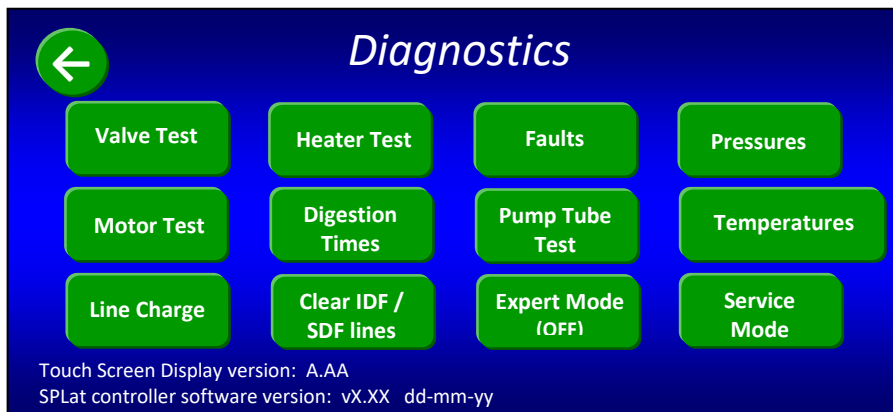 Diagnostics
Valve Test
Heater Test
Faults
Pressures
Motor Test
Digestion
Times
Pump Tube
Test
Temperatures
Line Charge
Clear IDF /
SDF lines
Expert Mode
(OFF)
Service
Mode
Touch Screen Display version: A.AA
SPLat controller software version: vX.XX dd-mm-yy